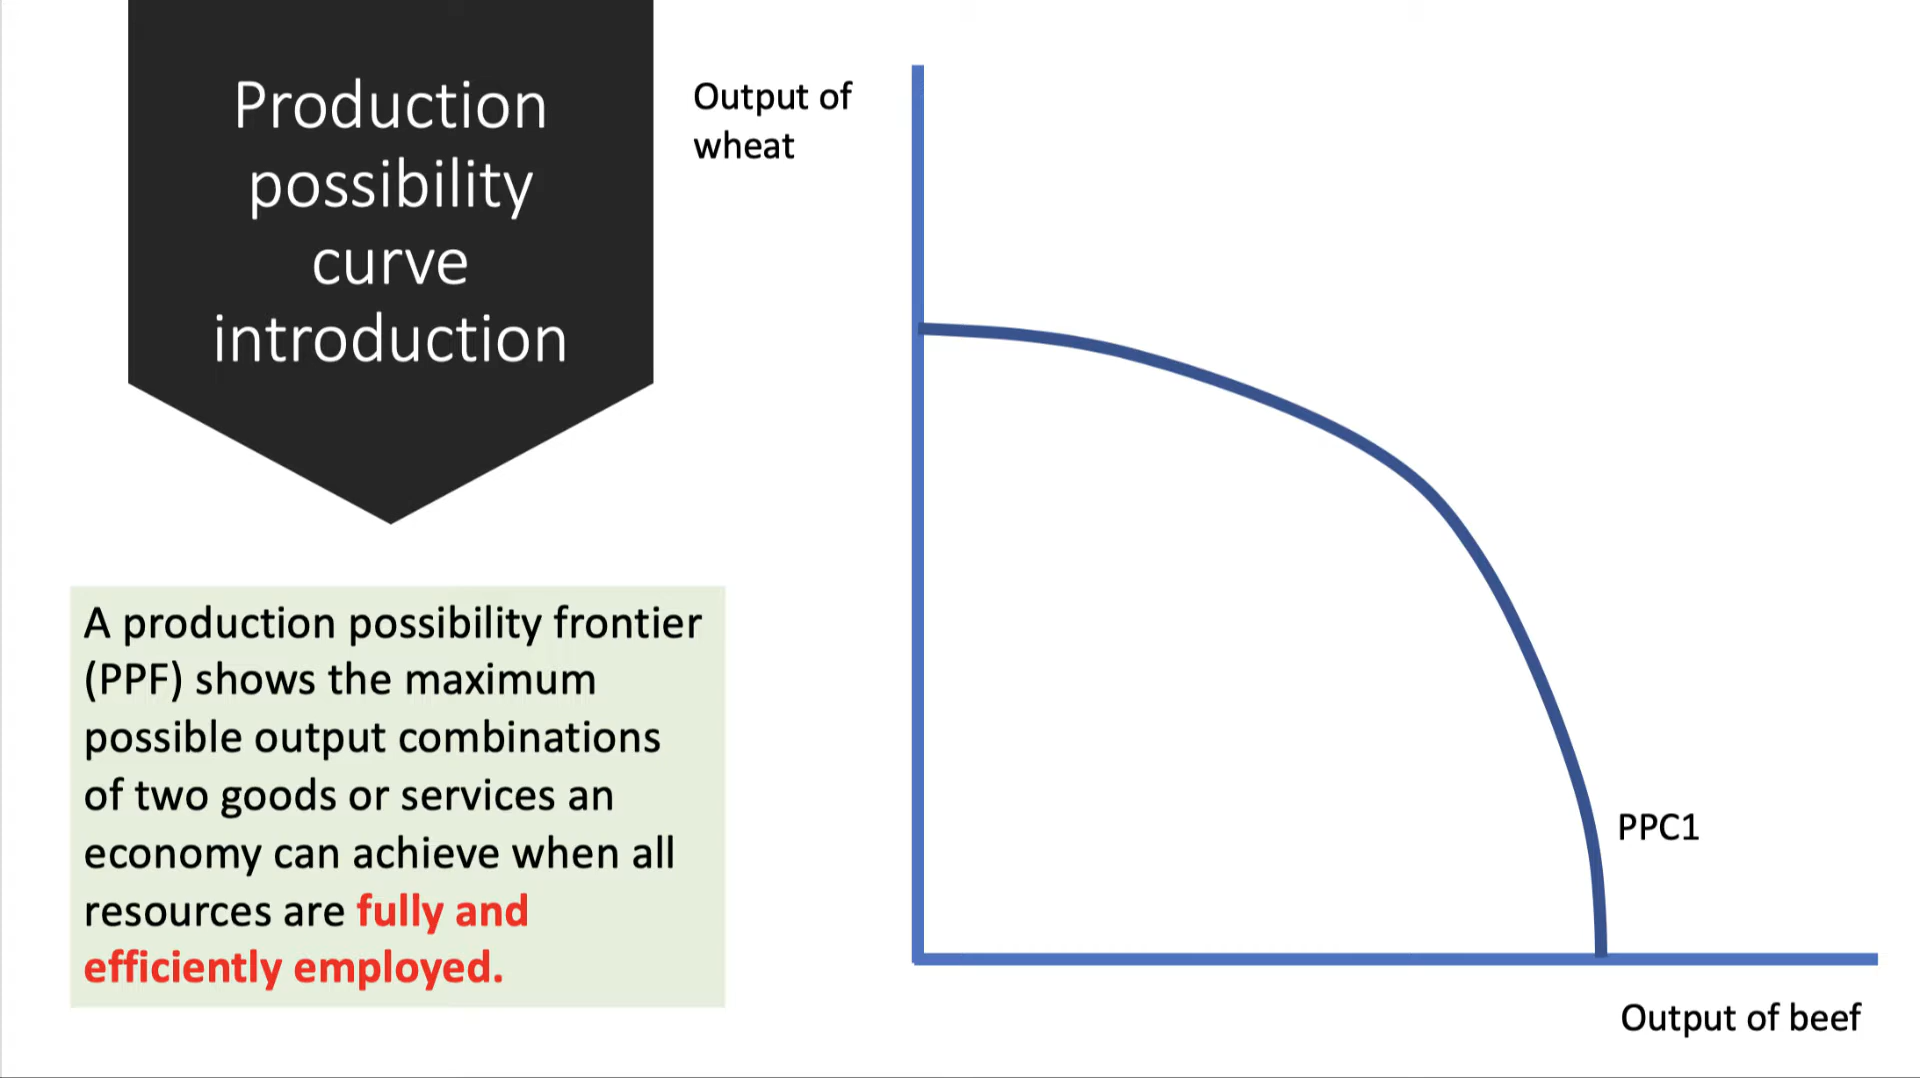 Production
possibility
curve
introduction
A production possibility frontier
(PPF) shows the maximum
possible output combinations
of two goods or services an
economy can achieve when all
resources are fully and
efficiently employed.
Output of
wheat
PPC1
Output of beef